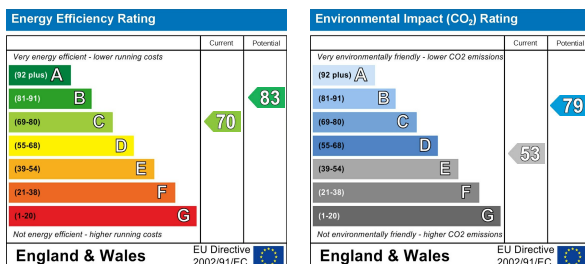 Energy Efficiency Rating
Current Potential
Very energy efficient - lower running costs
(92 plus) A
(81-91) B
83
(69-80) C
70
(55-68) D
(39-54) E
(21-38) F
(1-20) G
Not energy efficient - higher running costs
England & Wales
EU Directive
2002/91/EC
Environmental Impact (CO₂) Rating
Current Potential
Very environmentally friendly - lower CO2 emissions
(92 plus) A
(81-91) B
79
(69-80) C
(55-68) D
53
(39-54) E
(21-38) F
(1-20) G
Not environmentally friendly - higher CO2 emissions
England & Wales
EU Directive
2002/91/EC